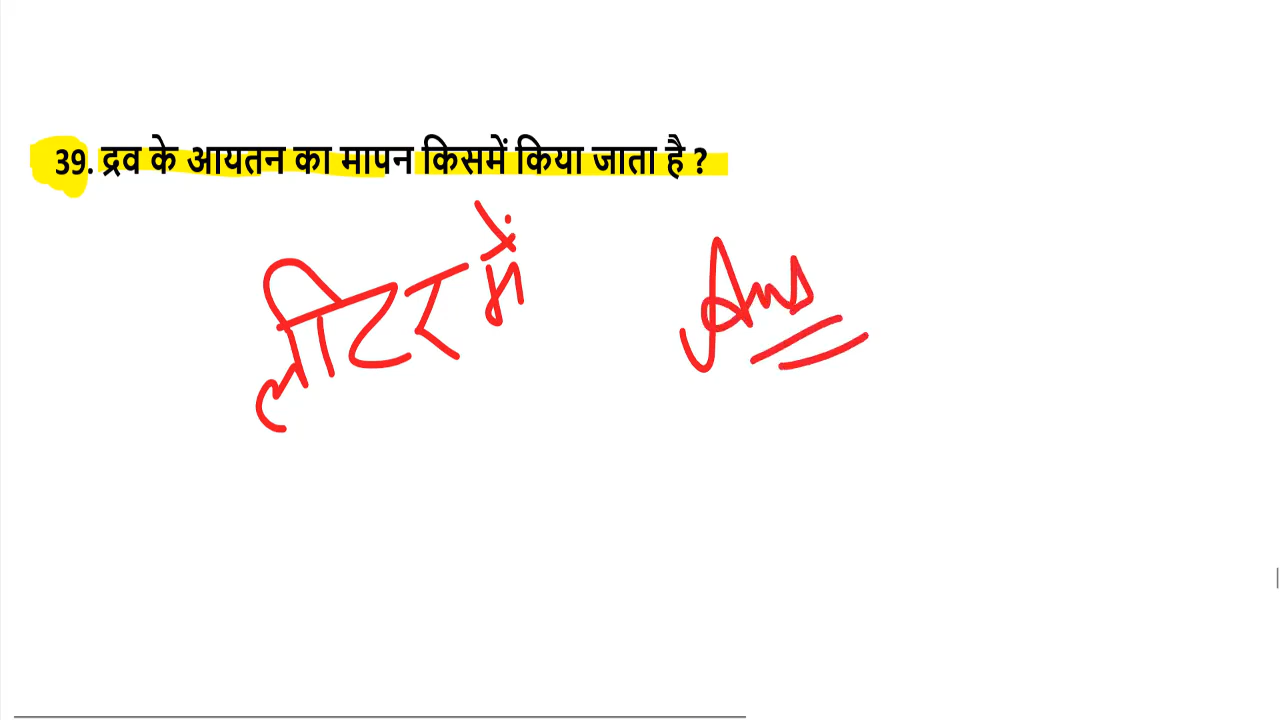 39. द्रव के आयतन का मापन किसमें किया जाता है ?
लीटर में Ans